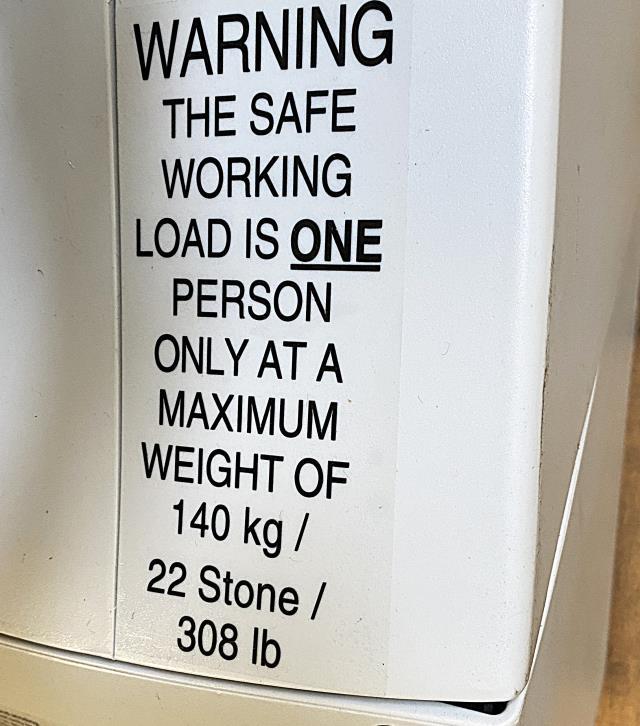 WARNING
THE SAFE
WORKING
LOAD IS ONE
PERSON
ONLY AT A
MAXIMUM
WEIGHT OF
140 kg /
22 Stone /
308 lb